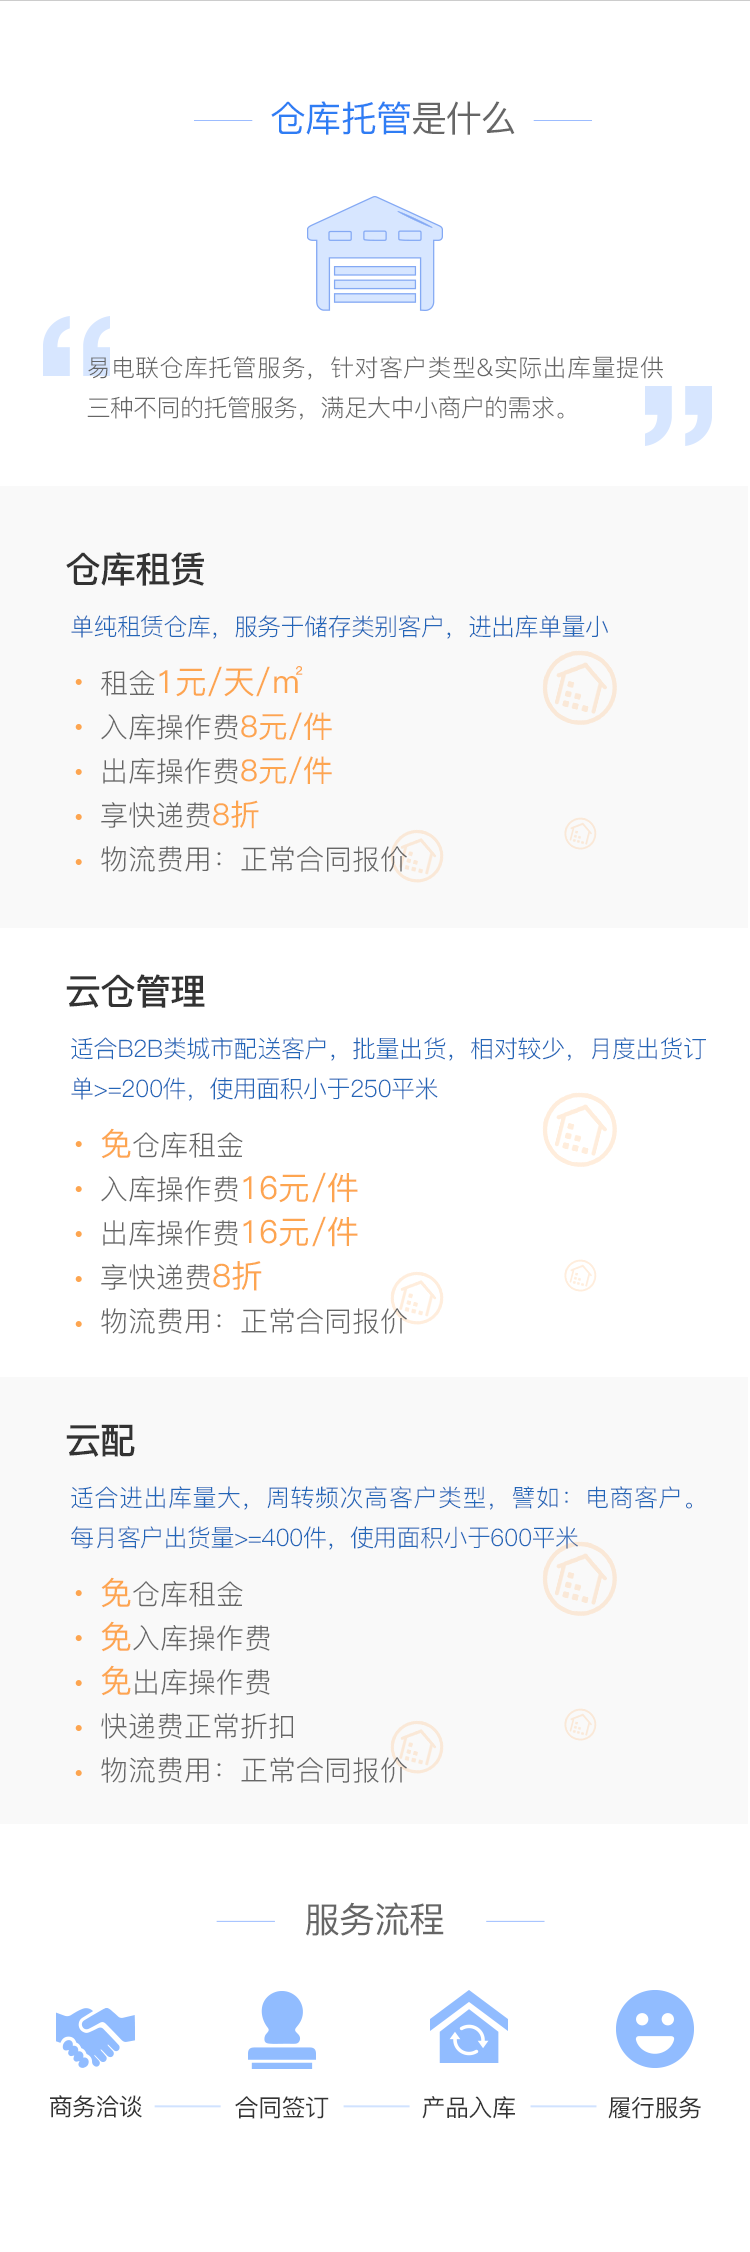 仓库托管是什么
易电联仓库托管服务，针对客户类型&实际出库量提供
三种不同的托管服务，满足大中小商户的需求。
仓库租赁
单纯租赁仓库，服务于储存类别客户，进出库单量小
租金1元/天/㎡
入库操作费8元/件
出库操作费8元/件
享快递费8折
物流费用：正常合同报价
云仓管理
适合B2B类城市配送客户，批量出货，相对较少，月度出货订
单>=200件，使用面积小于250平米
免仓库租金
入库操作费16元/件
出库操作费16元/件
享快递费8折
物流费用：正常合同报价
云配
适合进出库量大，周转频次高客户类型，譬如：电商客户。
每月客户出货量>=400件，使用面积小于600平米
免仓库租金
免入库操作费
免出库操作费
快递费正常折扣
物流费用：正常合同报价
服务流程
商务洽谈 合同签订 产品入库 履行服务